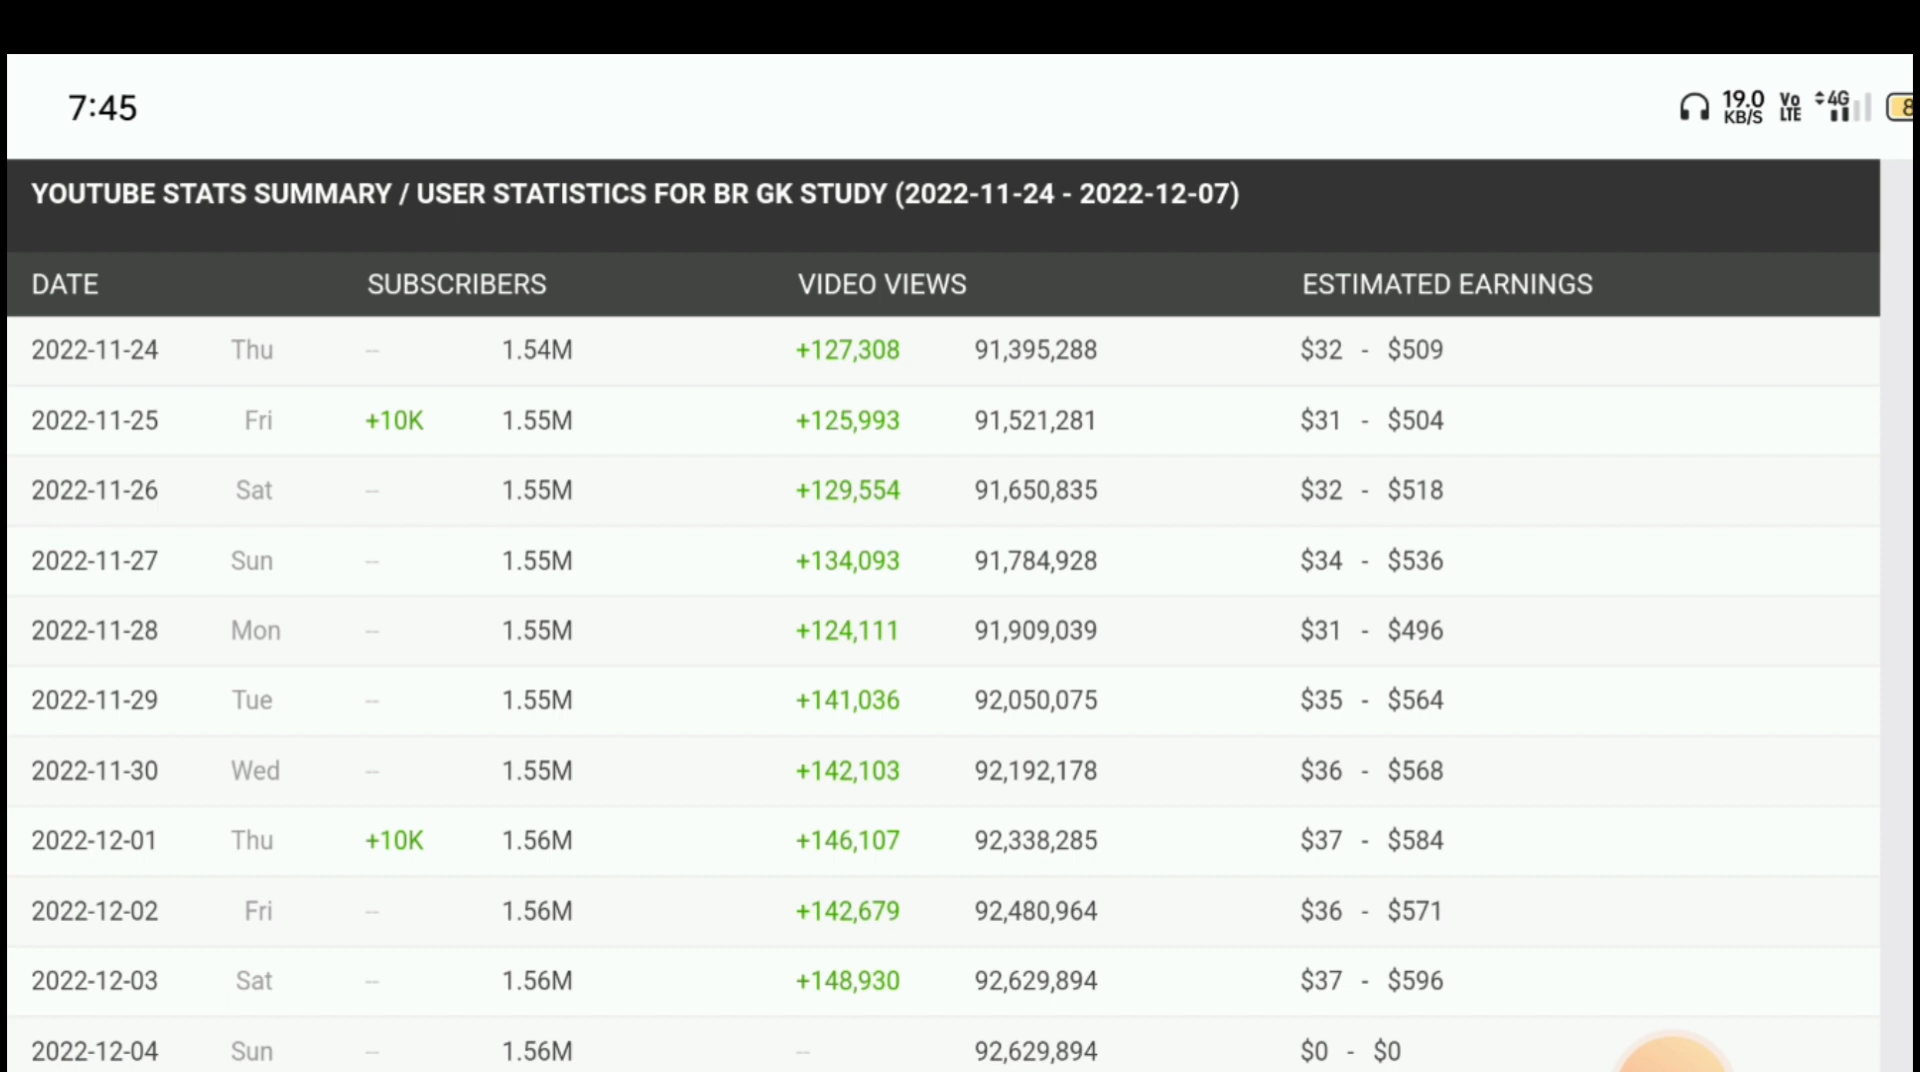 7:45 19.0 KB/S Vo LTE 4G 8
YOUTUBE STATS SUMMARY / USER STATISTICS FOR BR GK STUDY (2022-11-24 - 2022-12-07)
DATE SUBSCRIBERS VIDEO VIEWS ESTIMATED EARNINGS
2022-11-24 Thu -- 1.54M +127,308 91,395,288 $32 - $509
2022-11-25 Fri +10K 1.55M +125,993 91,521,281 $31 - $504
2022-11-26 Sat -- 1.55M +129,554 91,650,835 $32 - $518
2022-11-27 Sun -- 1.55M +134,093 91,784,928 $34 - $536
2022-11-28 Mon -- 1.55M +124,111 91,909,039 $31 - $496
2022-11-29 Tue -- 1.55M +141,036 92,050,075 $35 - $564
2022-11-30 Wed -- 1.55M +142,103 92,192,178 $36 - $568
2022-12-01 Thu +10K 1.56M +146,107 92,338,285 $37 - $584
2022-12-02 Fri -- 1.56M +142,679 92,480,964 $36 - $571
2022-12-03 Sat -- 1.56M +148,930 92,629,894 $37 - $596
2022-12-04 Sun -- 1.56M -- 92,629,894 $0 - $0